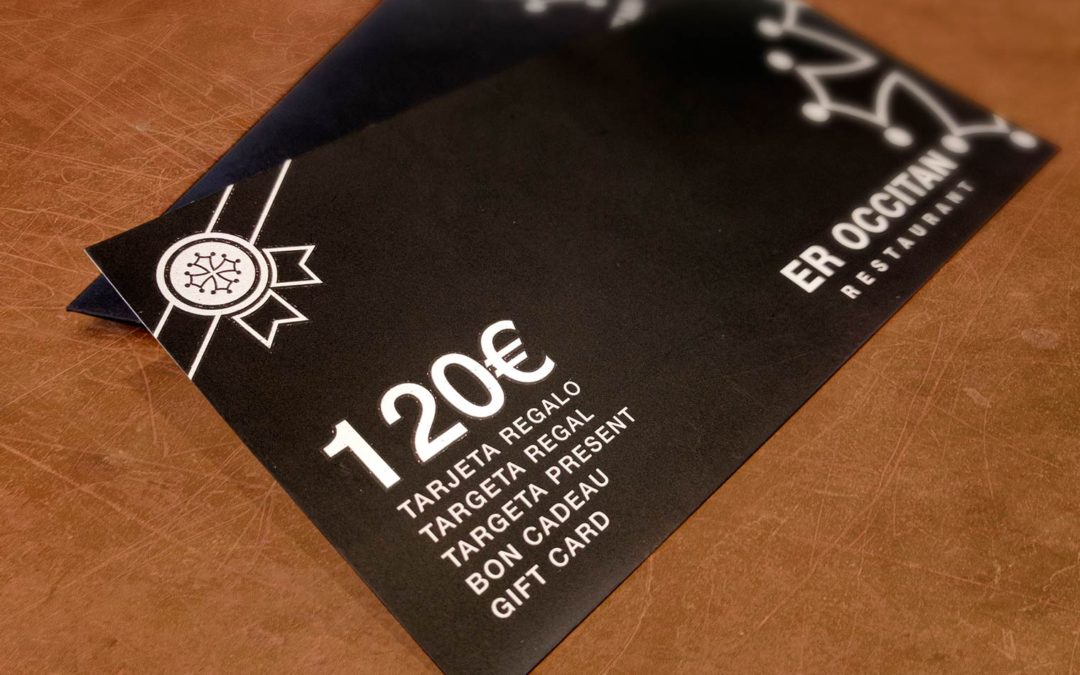 120€
TARJETA REGALO
TARGETA REGAL
TARGETA PRESENT
BON CADEAU
GIFT CARD
ER OCCITAN
RESTAURANT